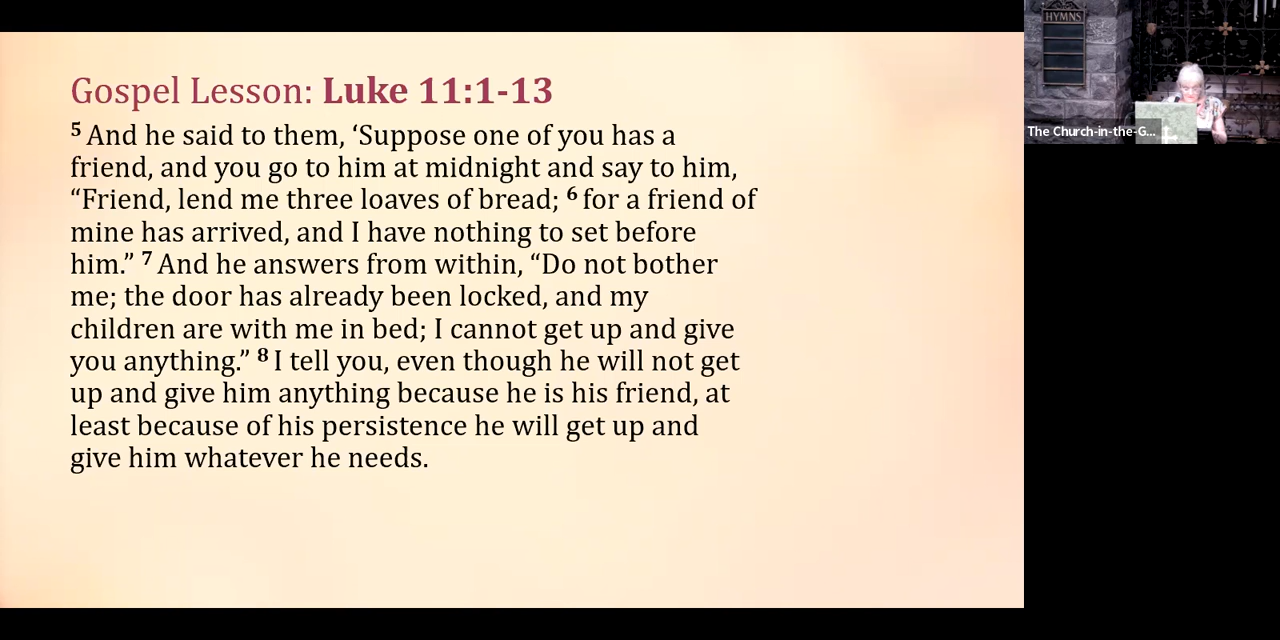 Gospel Lesson: Luke 11:1-13
5 And he said to them, ‘Suppose one of you has a
friend, and you go to him at midnight and say to him,
“Friend, lend me three loaves of bread; 6 for a friend of
mine has arrived, and I have nothing to set before
him.” 7 And he answers from within, “Do not bother
me; the door has already been locked, and my
children are with me in bed; I cannot get up and give
you anything.” 8 I tell you, even though he will not get
up and give him anything because he is his friend, at
least because of his persistence he will get up and
give him whatever he needs.
HYMNS
The Church-in-the-G...